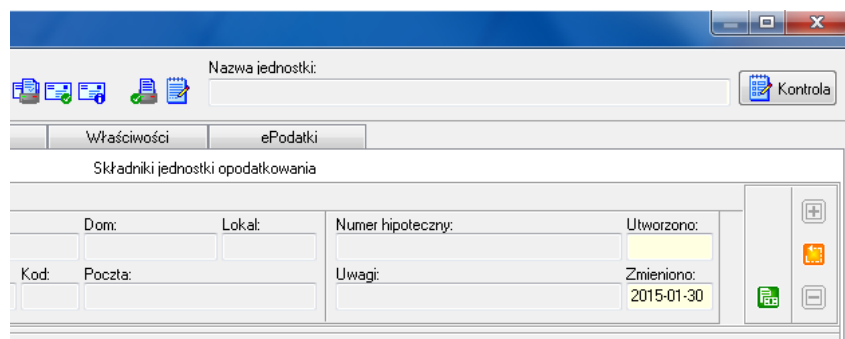 Nazwa jednostki:
Kontrola
Właściwości ePodatki
Składniki jednostki opodatkowania
Dom: Lokal: Numer hipoteczny: Utworzono:
Kod: Poczta: Uwagi: Zmieniono:
2015-01-30